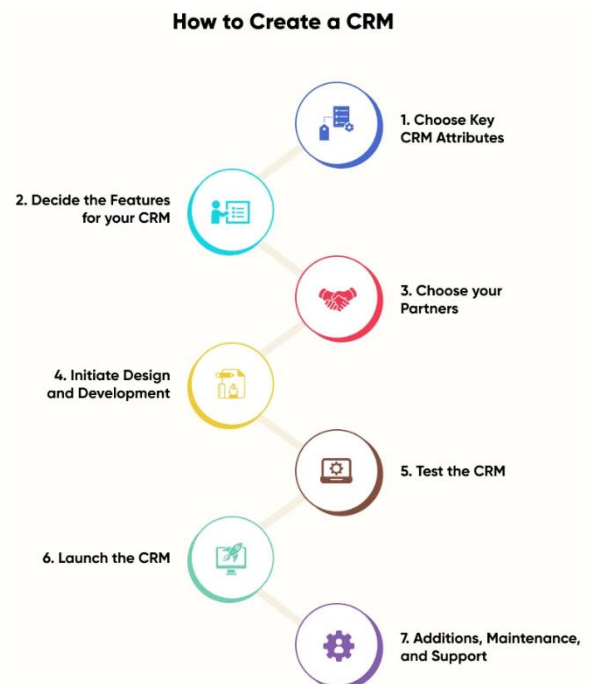 How to Create a CRM
1. Choose Key
CRM Attributes
2. Decide the Features
for your CRM
3. Choose your
Partners
4. Initiate Design
and Development
5. Test the CRM
6. Launch the CRM
7. Additions, Maintenance,
and Support